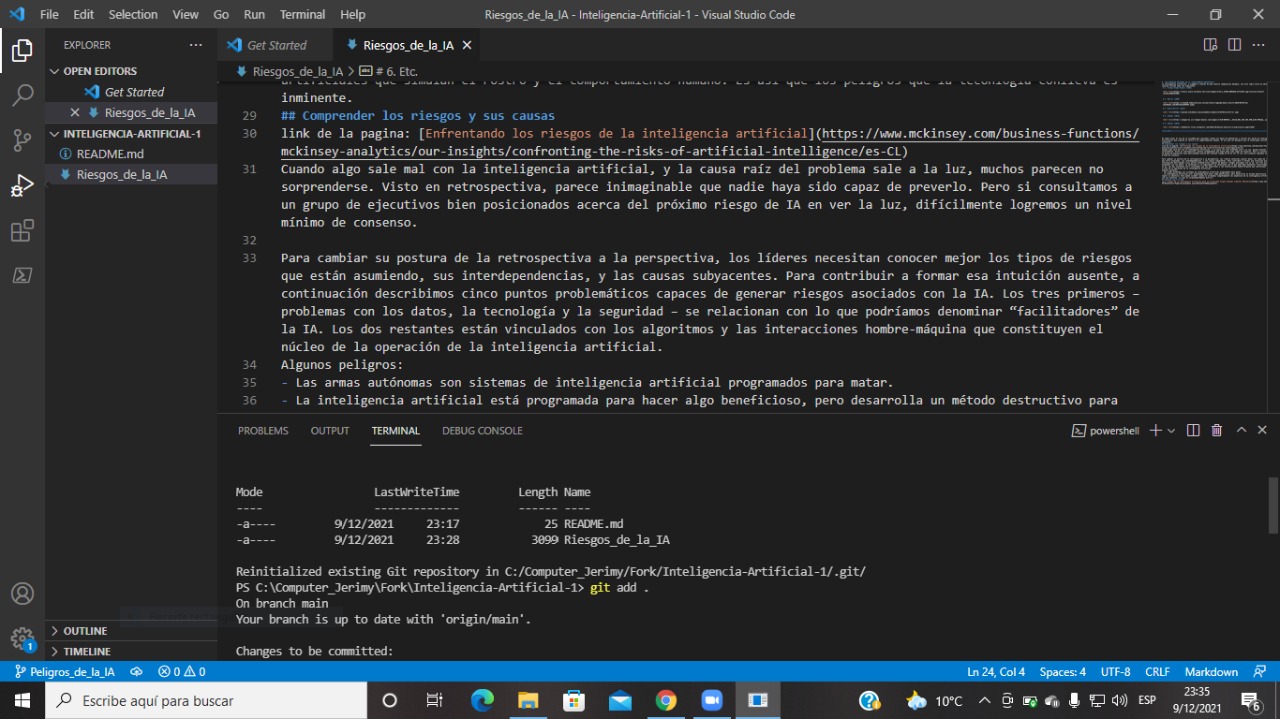 File Edit Selection View Go Run Terminal Help
Riesgos_de_la_IA - Inteligencia-Artificial-1 - Visual Studio Code
EXPLORER
OPEN EDITORS
Get Started
Riesgos_de_la_IA
INTELIGENCIA-ARTIFICIAL-1
README.md
Riesgos_de_la_IA
OUTLINE
TIMELINE
Get Started
Riesgos_de_la_IA
Riesgos_de_la_IA > # 6. Etc.
inminente.
29 ## Comprender los riesgos y sus causas
30 link de la pagina: [Enfrentando los riesgos de la inteligencia artificial](https://www.mckinsey.com/business-functions/
mckinsey-analytics/our-insights/confronting-the-risks-of-artificial-intelligence/es-CL)
31 Cuando algo sale mal con la inteligencia artificial, y la causa raíz del problema sale a la luz, muchos parecen no
sorprenderse. Visto en retrospectiva, parece inimaginable que nadie haya sido capaz de preverlo. Pero si consultamos a
un grupo de ejecutivos bien posicionados acerca del próximo riesgo de IA en ver la luz, difícilmente logremos un nivel
mínimo de consenso.
32
33 Para cambiar su postura de la retrospectiva a la perspectiva, los líderes necesitan conocer mejor los tipos de riesgos
que están asumiendo, sus interdependencias, y las causas subyacentes. Para contribuir a formar esa intuición ausente, a
continuación describimos cinco puntos problemáticos capaces de generar riesgos asociados con la IA. Los tres primeros –
problemas con los datos, la tecnología y la seguridad – se relacionan con lo que podríamos denominar “facilitadores” de
la IA. Los dos restantes están vinculados con los algoritmos y las interacciones hombre-máquina que constituyen el
núcleo de la operación de la inteligencia artificial.
34 Algunos peligros:
35 - Las armas autónomas son sistemas de inteligencia artificial programados para matar.
36 - La inteligencia artificial está programada para hacer algo beneficioso, pero desarrolla un método destructivo para
PROBLEMS OUTPUT TERMINAL DEBUG CONSOLE
powershell
Mode LastWriteTime Length Name
---- ------------- ------ ----
-a---- 9/12/2021 23:17 25 README.md
-a---- 9/12/2021 23:28 3099 Riesgos_de_la_IA
Reinitialized existing Git repository in C:/Computer_Jerimy/Fork/Inteligencia-Artificial-1/.git/
PS C:\Computer_Jerimy\Fork\Inteligencia-Artificial-1> git add .
On branch main
Your branch is up to date with 'origin/main'.
Changes to be committed:
1
Peligros_de_la_IA 0 0
Ln 24, Col 4 Spaces: 4 UTF-8 CRLF Markdown
Escribe aquí para buscar
10°C
ESP
23:35
9/12/2021
6